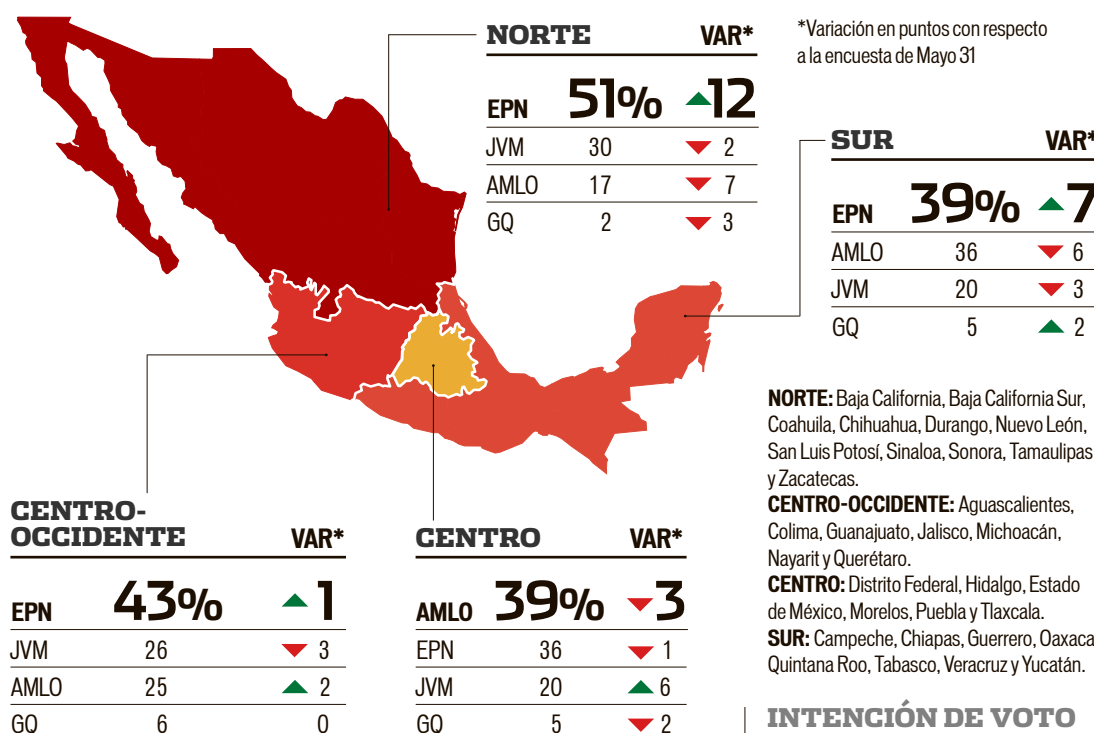 NORTE VAR*
EPN 51% ▲12
JVM 30 ▼ 2
AMLO 17 ▼ 7
GQ 2 ▼ 3
*Variación en puntos con respecto
a la encuesta de Mayo 31
SUR VAR*
EPN 39% ▲7
AMLO 36 ▼ 6
JVM 20 ▼ 3
GQ 5 ▲ 2
NORTE: Baja California, Baja California Sur,
Coahuila, Chihuahua, Durango, Nuevo León,
San Luis Potosí, Sinaloa, Sonora, Tamaulipas
y Zacatecas.
CENTRO-OCCIDENTE: Aguascalientes,
Colima, Guanajuato, Jalisco, Michoacán,
Nayarit y Querétaro.
CENTRO: Distrito Federal, Hidalgo, Estado
de México, Morelos, Puebla y Tlaxcala.
SUR: Campeche, Chiapas, Guerrero, Oaxaca
Quintana Roo, Tabasco, Veracruz y Yucatán.
CENTRO-
OCCIDENTE VAR*
EPN 43% ▲1
JVM 26 ▼ 3
AMLO 25 ▲ 2
GQ 6 0
CENTRO VAR*
AMLO 39% ▼3
EPN 36 ▼ 1
JVM 20 ▲ 6
GQ 5 ▼ 2
INTENCIÓN DE VOTO